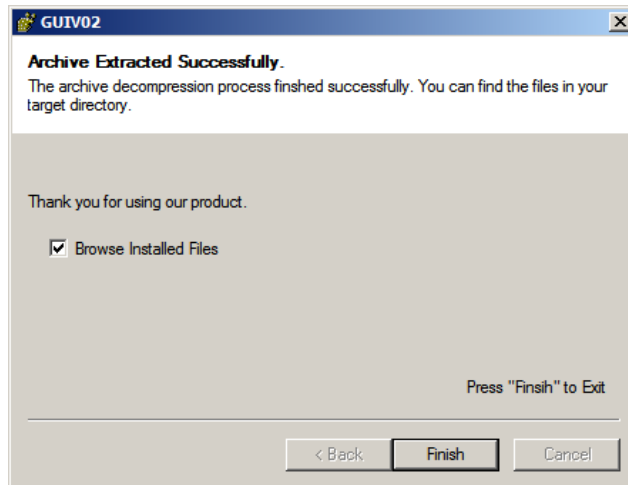 GUIV02
Archive Extracted Successfully.
The archive decompression process finshed successfully. You can find the files in your
target directory.
Thank you for using our product.
Browse Installed Files
Press "Finsih" to Exit
< Back Finish Cancel